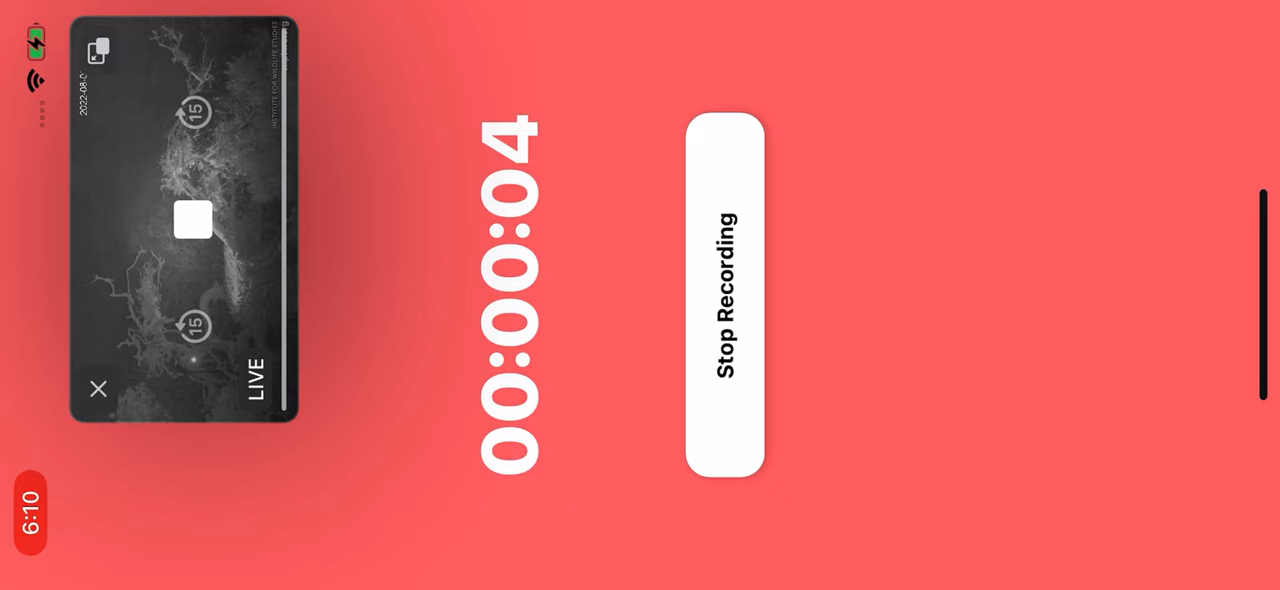 6:10
2022-08-0
INSTITUTE FOR WILDLIFE STUDIES
15
15
LIVE
00:00:04
Stop Recording